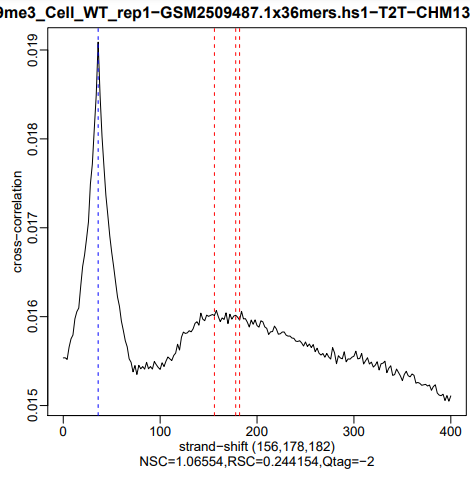 9me3_Cell_WT_rep1−GSM2509487.1x36mers.hs1−T2T−CHM13
cross−correlation
0.019
0.018
0.017
0.016
0.015
0 100 200 300 400
strand−shift (156,178,182)
NSC=1.06554,RSC=0.244154,Qtag=−2